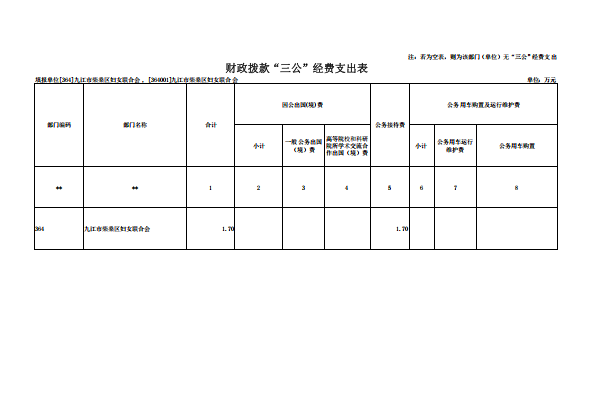 注：若为空表，则为该部门（单位）无“三公”经费支出
财政拨款“三公”经费支出表
填报单位[364]九江市柴桑区妇女联合会，[364001]九江市柴桑区妇女联合会 单位：万元
部门编码 部门名称 合计 因公出国(境)费 公务接待费 公务用车购置及运行维护费
小计 一般公务出国（境）费 高等院校和科研院所学术交流合作出国（境）费 小计 公务用车运行维护费 公务用车购置
** ** 1 2 3 4 5 6 7 8
364 九江市柴桑区妇女联合会 1.70 1.70